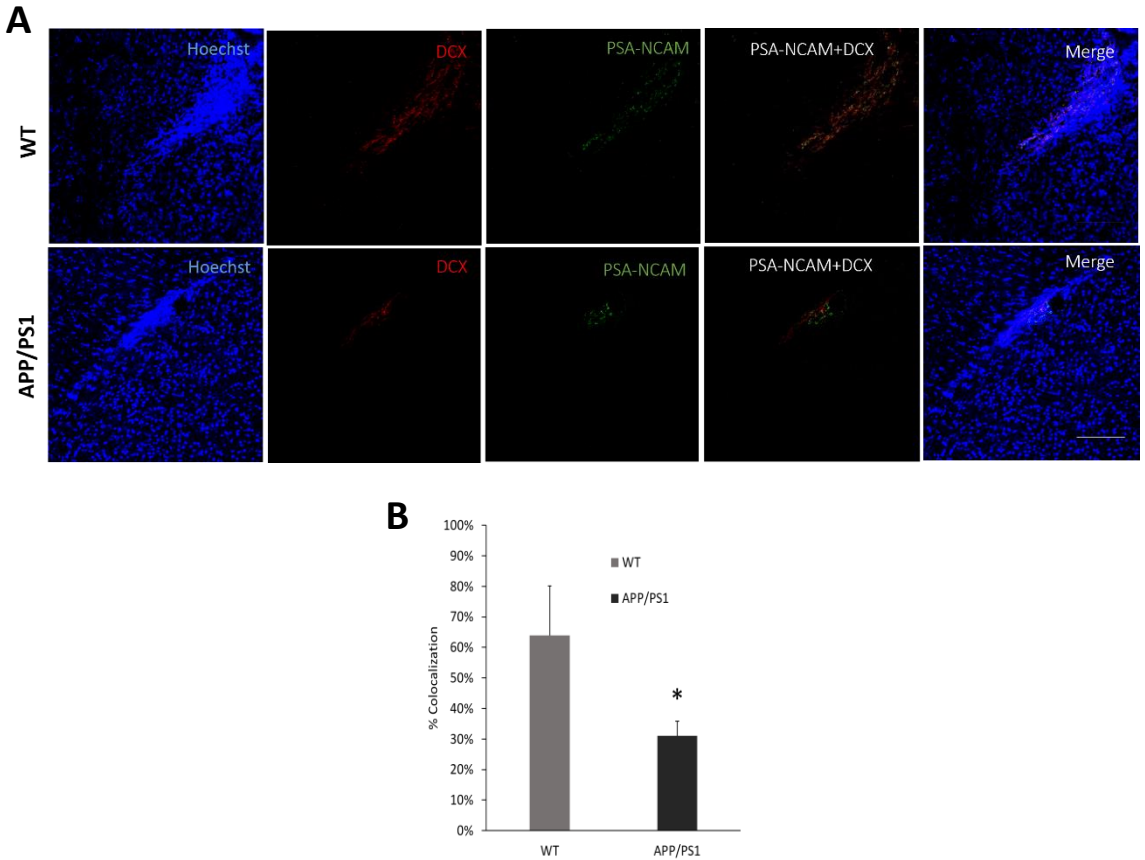 A
WT
Hoechst
DCX
PSA-NCAM
PSA-NCAM+DCX
Merge
APP/PS1
Hoechst
DCX
PSA-NCAM
PSA-NCAM+DCX
Merge
B
% Colocalization
100%
90%
80%
70%
60%
50%
40%
30%
20%
10%
0%
WT
APP/PS1
*
WT
APP/PS1